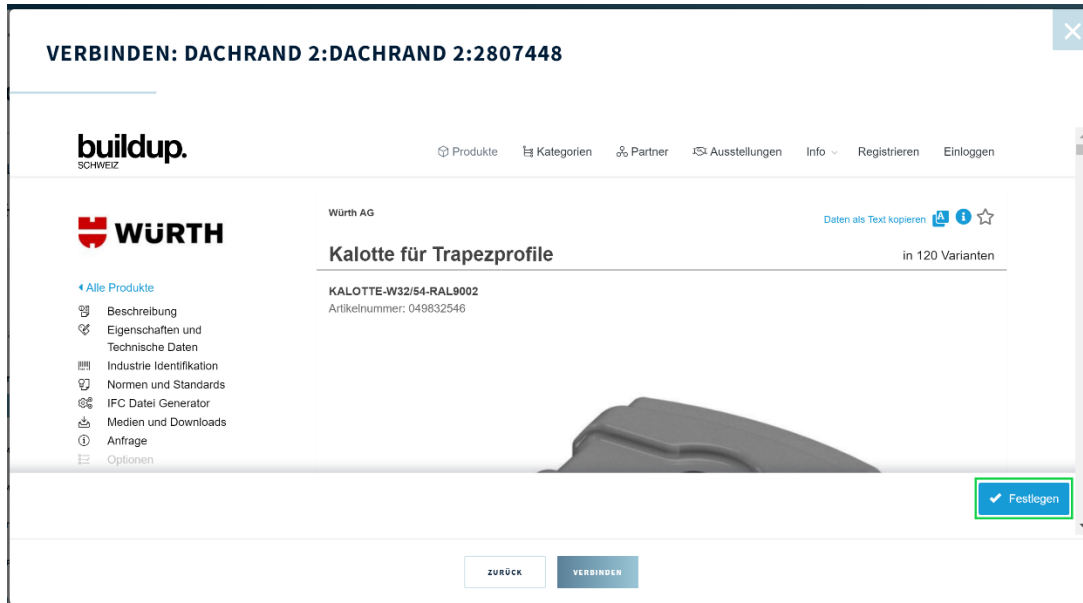 VERBINDEN: DACHRAND 2:DACHRAND 2:2807448
buildup.
SCHWEIZ
Produkte Kategorien Partner Ausstellungen Info Registrieren Einloggen
WÜRTH
Würth AG
Daten als Text kopieren
Kalotte für Trapezprofile
in 120 Varianten
Alle Produkte
KALOTTE-W32/54-RAL9002
Artikelnummer: 049832546
Beschreibung
Eigenschaften und
Technische Daten
Industrie Identifikation
Normen und Standards
IFC Datei Generator
Medien und Downloads
Anfrage
Optionen
Festlegen
ZURÜCK VERBINDEN